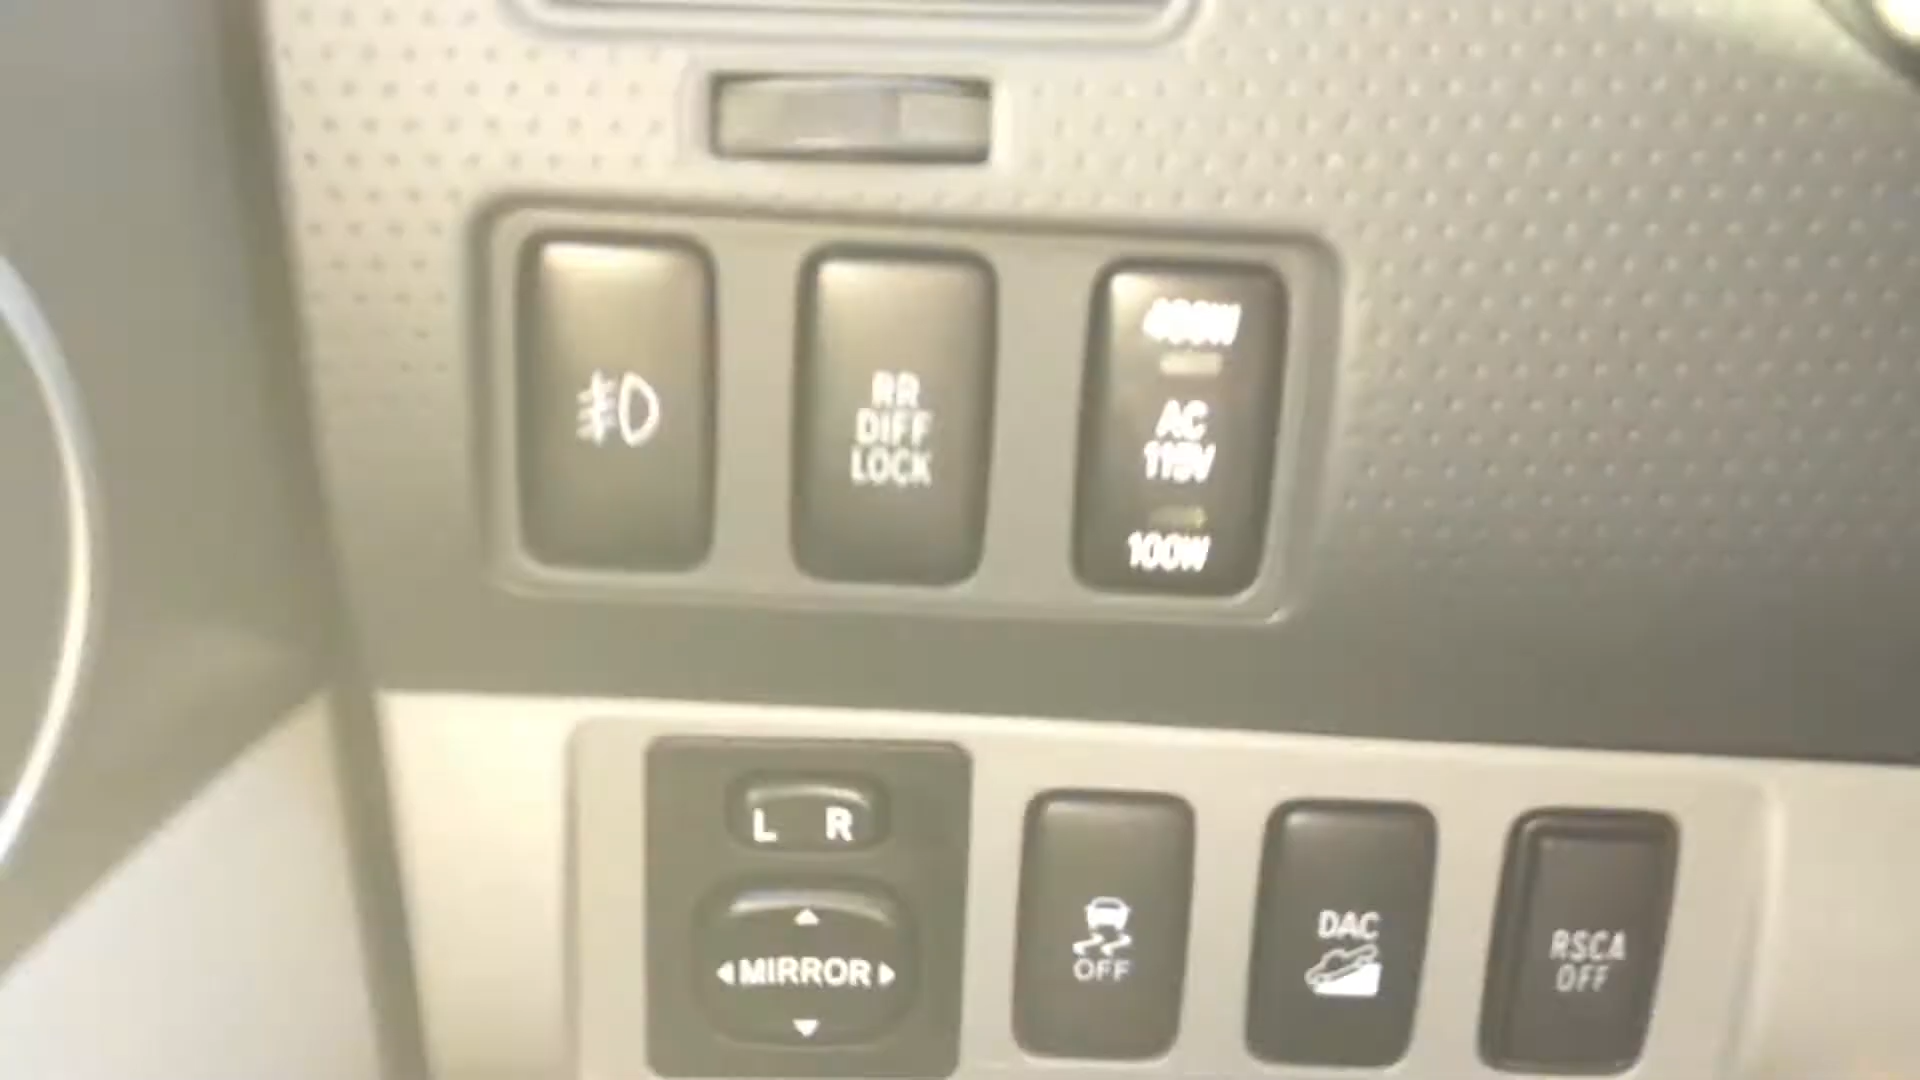 400W
RR
DIFF
LOCK
AC
115V
100W
L R
MIRROR
OFF
DAC
RSCA
OFF